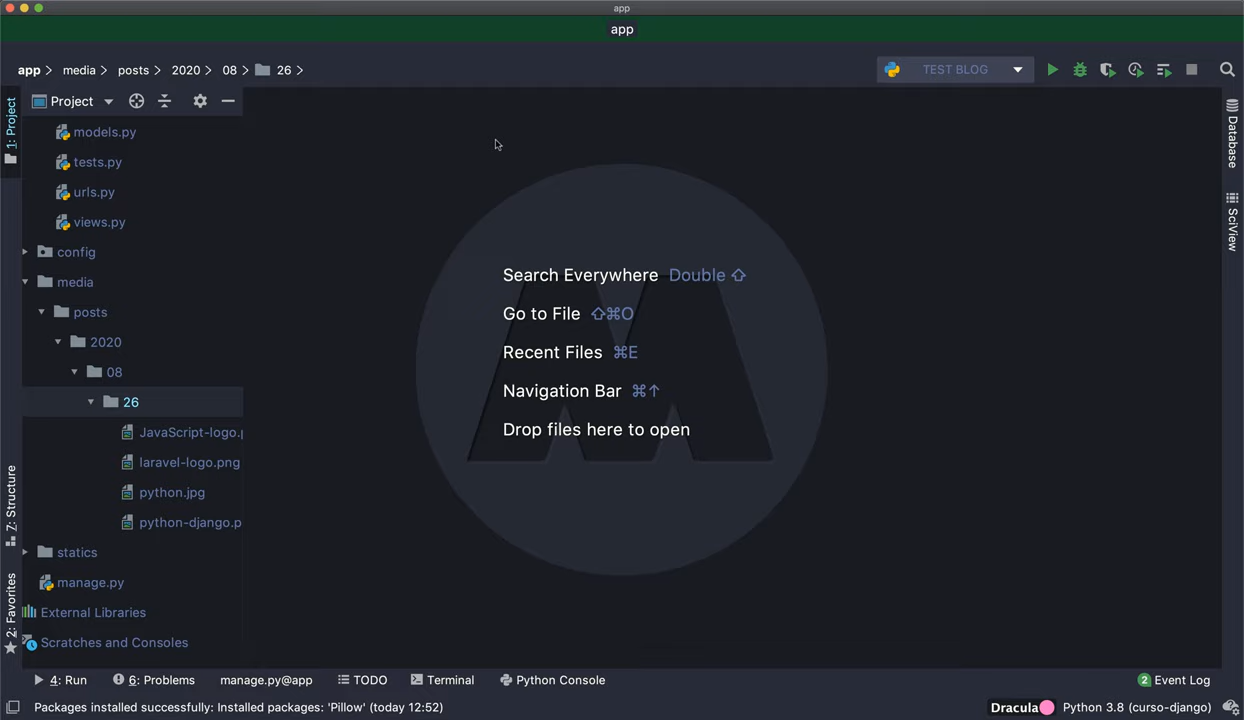 app
app
app media posts 2020 08 26
TEST BLOG
Project
1: Project
models.py
tests.py
urls.py
views.py
config
media
posts
2020
08
26
JavaScript-logo.p
laravel-logo.png
python.jpg
python-django.p
statics
manage.py
External Libraries
Scratches and Consoles
Z: Structure
2: Favorites
Search Everywhere Double ⇧
Go to File ⇧⌘O
Recent Files ⌘E
Navigation Bar ⌘↑
Drop files here to open
Database
SciView
4: Run 6: Problems manage.py@app TODO Terminal Python Console 2 Event Log
Packages installed successfully: Installed packages: 'Pillow' (today 12:52) Dracula Python 3.8 (curso-django)